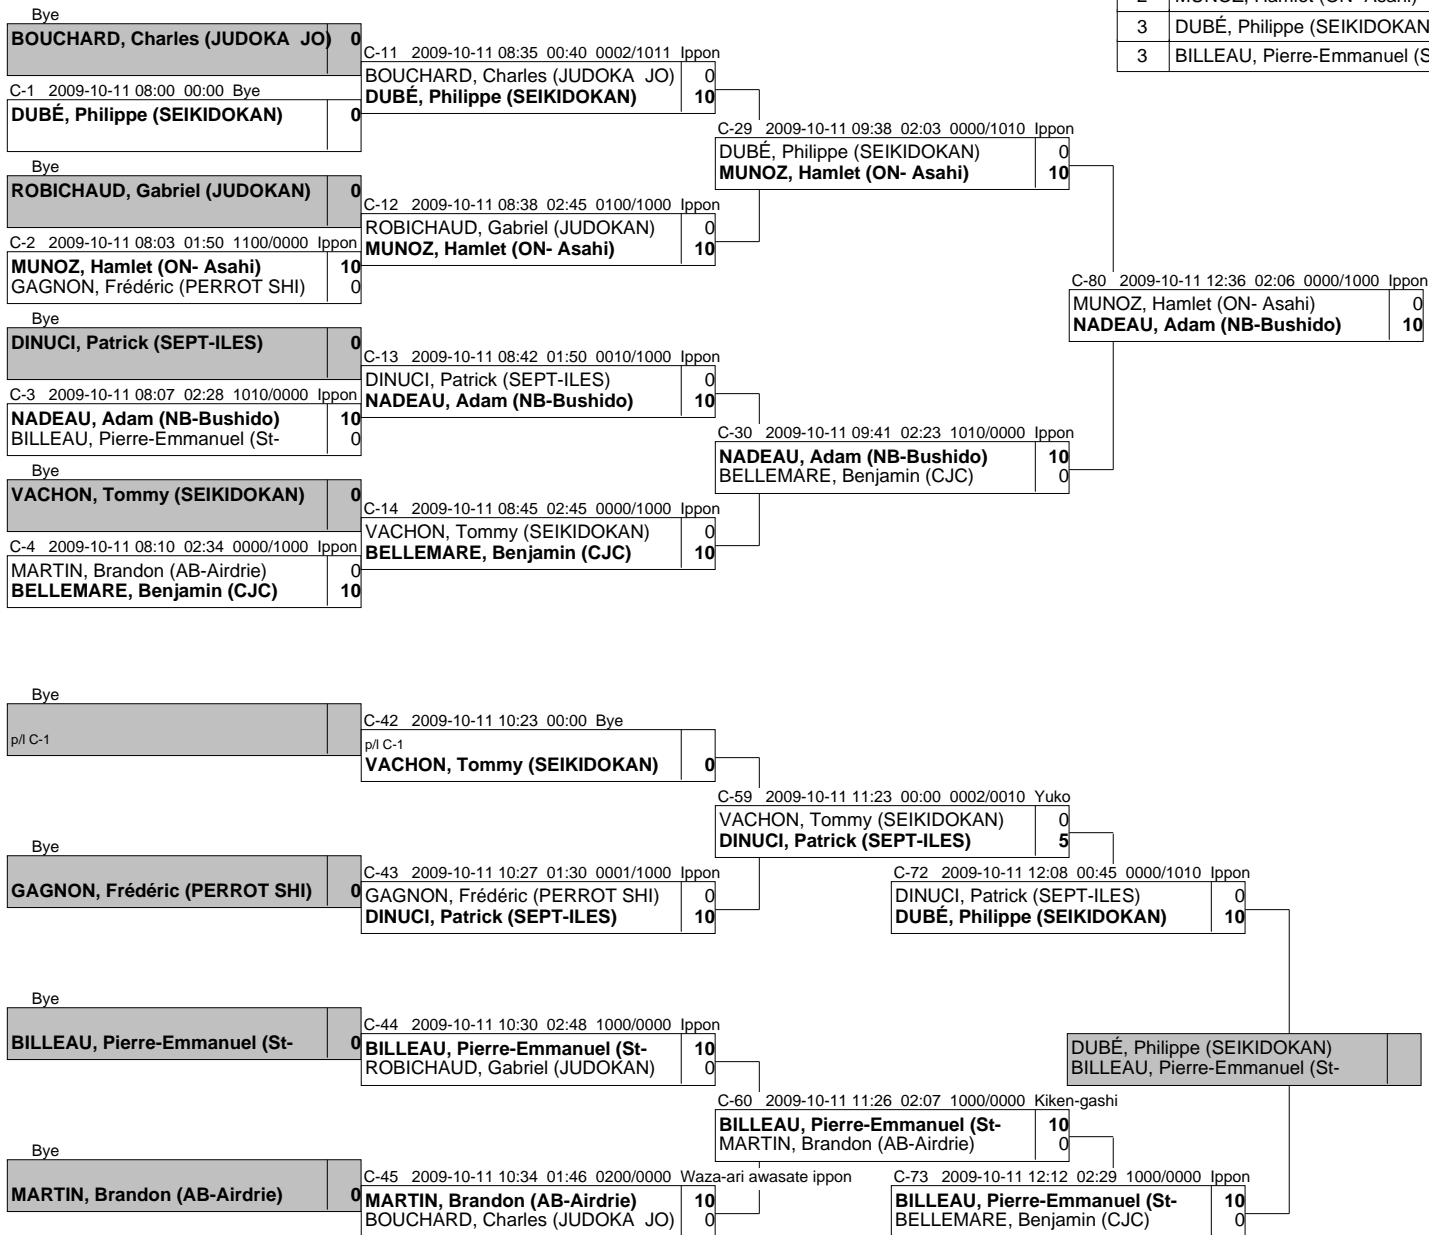 2 MUNOZ, Hamlet (ON- Asahi)
3 DUBÉ, Philippe (SEIKIDOKAN
3 BILLEAU, Pierre-Emmanuel (S
Bye
BOUCHARD, Charles (JUDOKA JO) 0
C-1 2009-10-11 08:00 00:00 Bye
DUBÉ, Philippe (SEIKIDOKAN) 0
Bye
ROBICHAUD, Gabriel (JUDOKAN) 0
C-2 2009-10-11 08:03 01:50 1100/0000 Ippon
MUNOZ, Hamlet (ON- Asahi) 10
GAGNON, Frédéric (PERROT SHI) 0
Bye
DINUCI, Patrick (SEPT-ILES) 0
C-3 2009-10-11 08:07 02:28 1010/0000 Ippon
NADEAU, Adam (NB-Bushido) 10
BILLEAU, Pierre-Emmanuel (St- 0
Bye
VACHON, Tommy (SEIKIDOKAN) 0
C-4 2009-10-11 08:10 02:34 0000/1000 Ippon
MARTIN, Brandon (AB-Airdrie) 0
BELLEMARE, Benjamin (CJC) 10
C-11 2009-10-11 08:35 00:40 0002/1011 Ippon
BOUCHARD, Charles (JUDOKA JO) 0
DUBÉ, Philippe (SEIKIDOKAN) 10
C-12 2009-10-11 08:38 02:45 0100/1000 Ippon
ROBICHAUD, Gabriel (JUDOKAN) 0
MUNOZ, Hamlet (ON- Asahi) 10
C-13 2009-10-11 08:42 01:50 0010/1000 Ippon
DINUCI, Patrick (SEPT-ILES) 0
NADEAU, Adam (NB-Bushido) 10
C-14 2009-10-11 08:45 02:45 0000/1000 Ippon
VACHON, Tommy (SEIKIDOKAN) 0
BELLEMARE, Benjamin (CJC) 10
C-29 2009-10-11 09:38 02:03 0000/1010 Ippon
DUBÉ, Philippe (SEIKIDOKAN) 0
MUNOZ, Hamlet (ON- Asahi) 10
C-30 2009-10-11 09:41 02:23 1010/0000 Ippon
NADEAU, Adam (NB-Bushido) 10
BELLEMARE, Benjamin (CJC) 0
C-80 2009-10-11 12:36 02:06 0000/1000 Ippon
MUNOZ, Hamlet (ON- Asahi) 0
NADEAU, Adam (NB-Bushido) 10
Bye
p/l C-1
Bye
GAGNON, Frédéric (PERROT SHI) 0
Bye
BILLEAU, Pierre-Emmanuel (St- 0
Bye
MARTIN, Brandon (AB-Airdrie) 0
C-42 2009-10-11 10:23 00:00 Bye
p/l C-1
VACHON, Tommy (SEIKIDOKAN) 0
C-43 2009-10-11 10:27 01:30 0001/1000 Ippon
GAGNON, Frédéric (PERROT SHI) 0
DINUCI, Patrick (SEPT-ILES) 10
C-44 2009-10-11 10:30 02:48 1000/0000 Ippon
BILLEAU, Pierre-Emmanuel (St- 10
ROBICHAUD, Gabriel (JUDOKAN) 0
C-45 2009-10-11 10:34 01:46 0200/0000 Waza-ari awasate ippon
MARTIN, Brandon (AB-Airdrie) 10
BOUCHARD, Charles (JUDOKA JO) 0
C-59 2009-10-11 11:23 00:00 0002/0010 Yuko
VACHON, Tommy (SEIKIDOKAN) 0
DINUCI, Patrick (SEPT-ILES) 5
C-60 2009-10-11 11:26 02:07 1000/0000 Kiken-gashi
BILLEAU, Pierre-Emmanuel (St- 10
MARTIN, Brandon (AB-Airdrie) 0
C-72 2009-10-11 12:08 00:45 0000/1010 Ippon
DINUCI, Patrick (SEPT-ILES) 0
DUBÉ, Philippe (SEIKIDOKAN) 10
C-73 2009-10-11 12:12 02:29 1000/0000 Ippon
BILLEAU, Pierre-Emmanuel (St- 10
BELLEMARE, Benjamin (CJC) 0
DUBÉ, Philippe (SEIKIDOKAN)
BILLEAU, Pierre-Emmanuel (St-